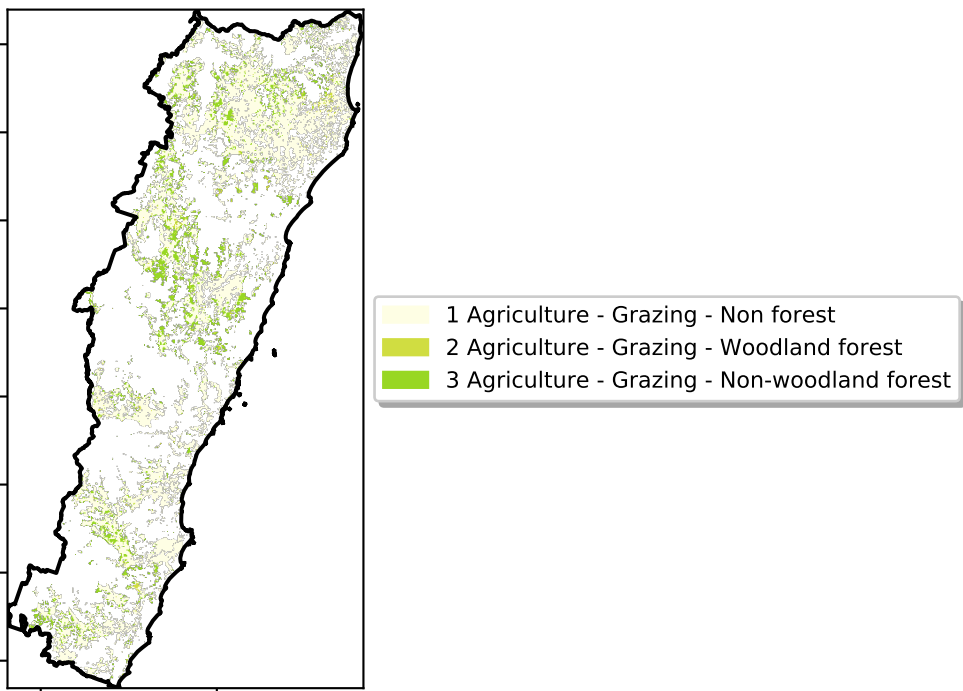 1 Agriculture - Grazing - Non forest
2 Agriculture - Grazing - Woodland forest
3 Agriculture - Grazing - Non-woodland forest